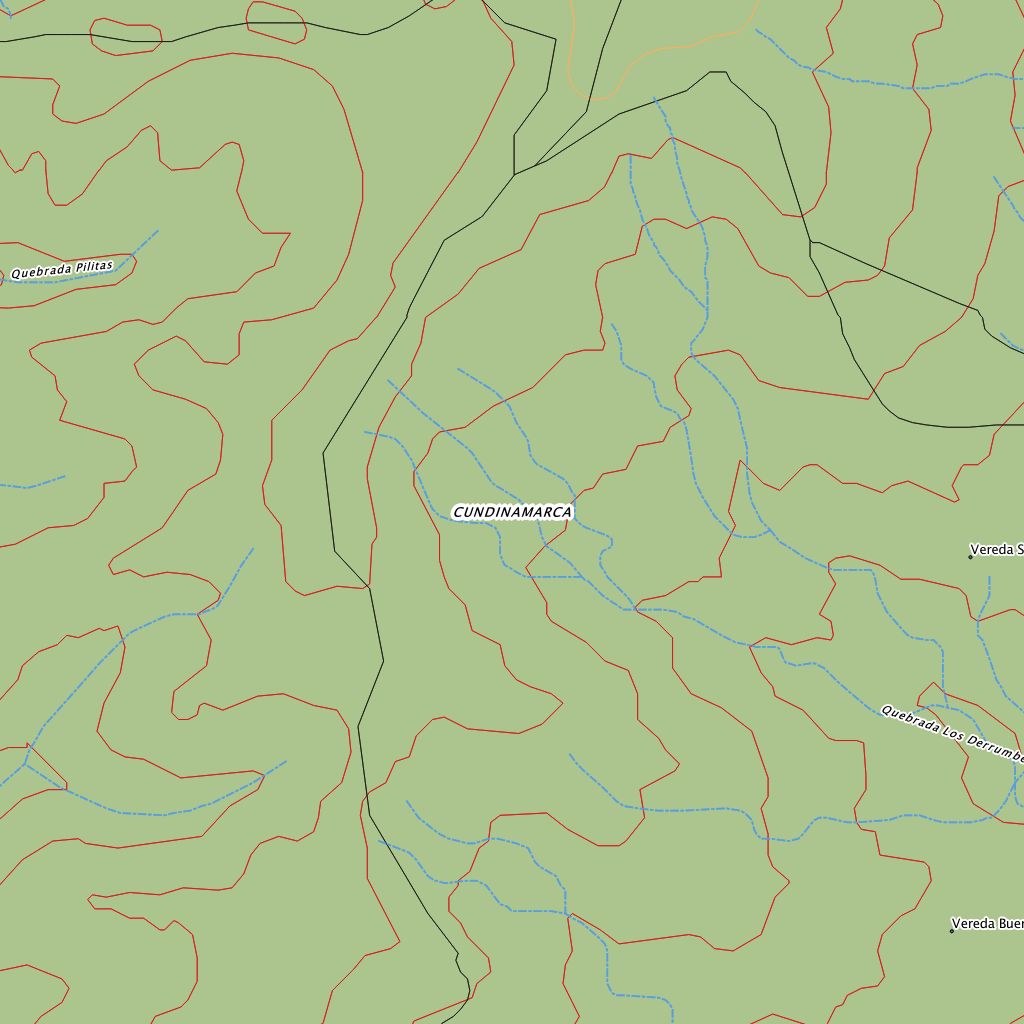 Quebrada Pilitas
CUNDINAMARCA
Vereda S
Quebrada Los Derrumbe
Vereda Buer